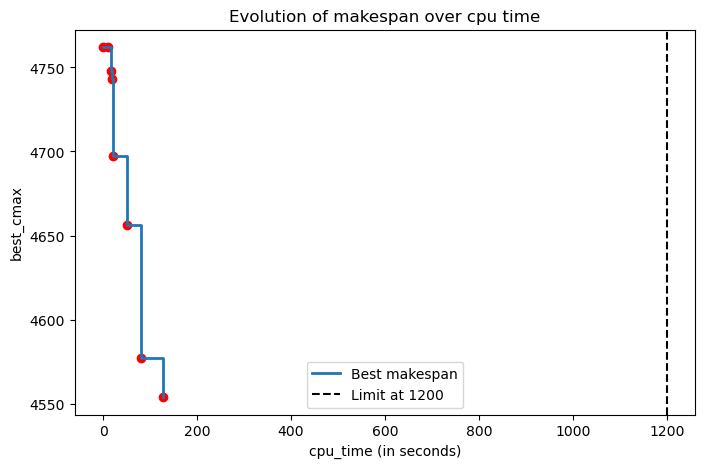 Evolution of makespan over cpu time
best_cmax
4750
4700
4650
4600
4550
Best makespan
Limit at 1200
0
200
400
600
800
1000
1200
cpu_time (in seconds)